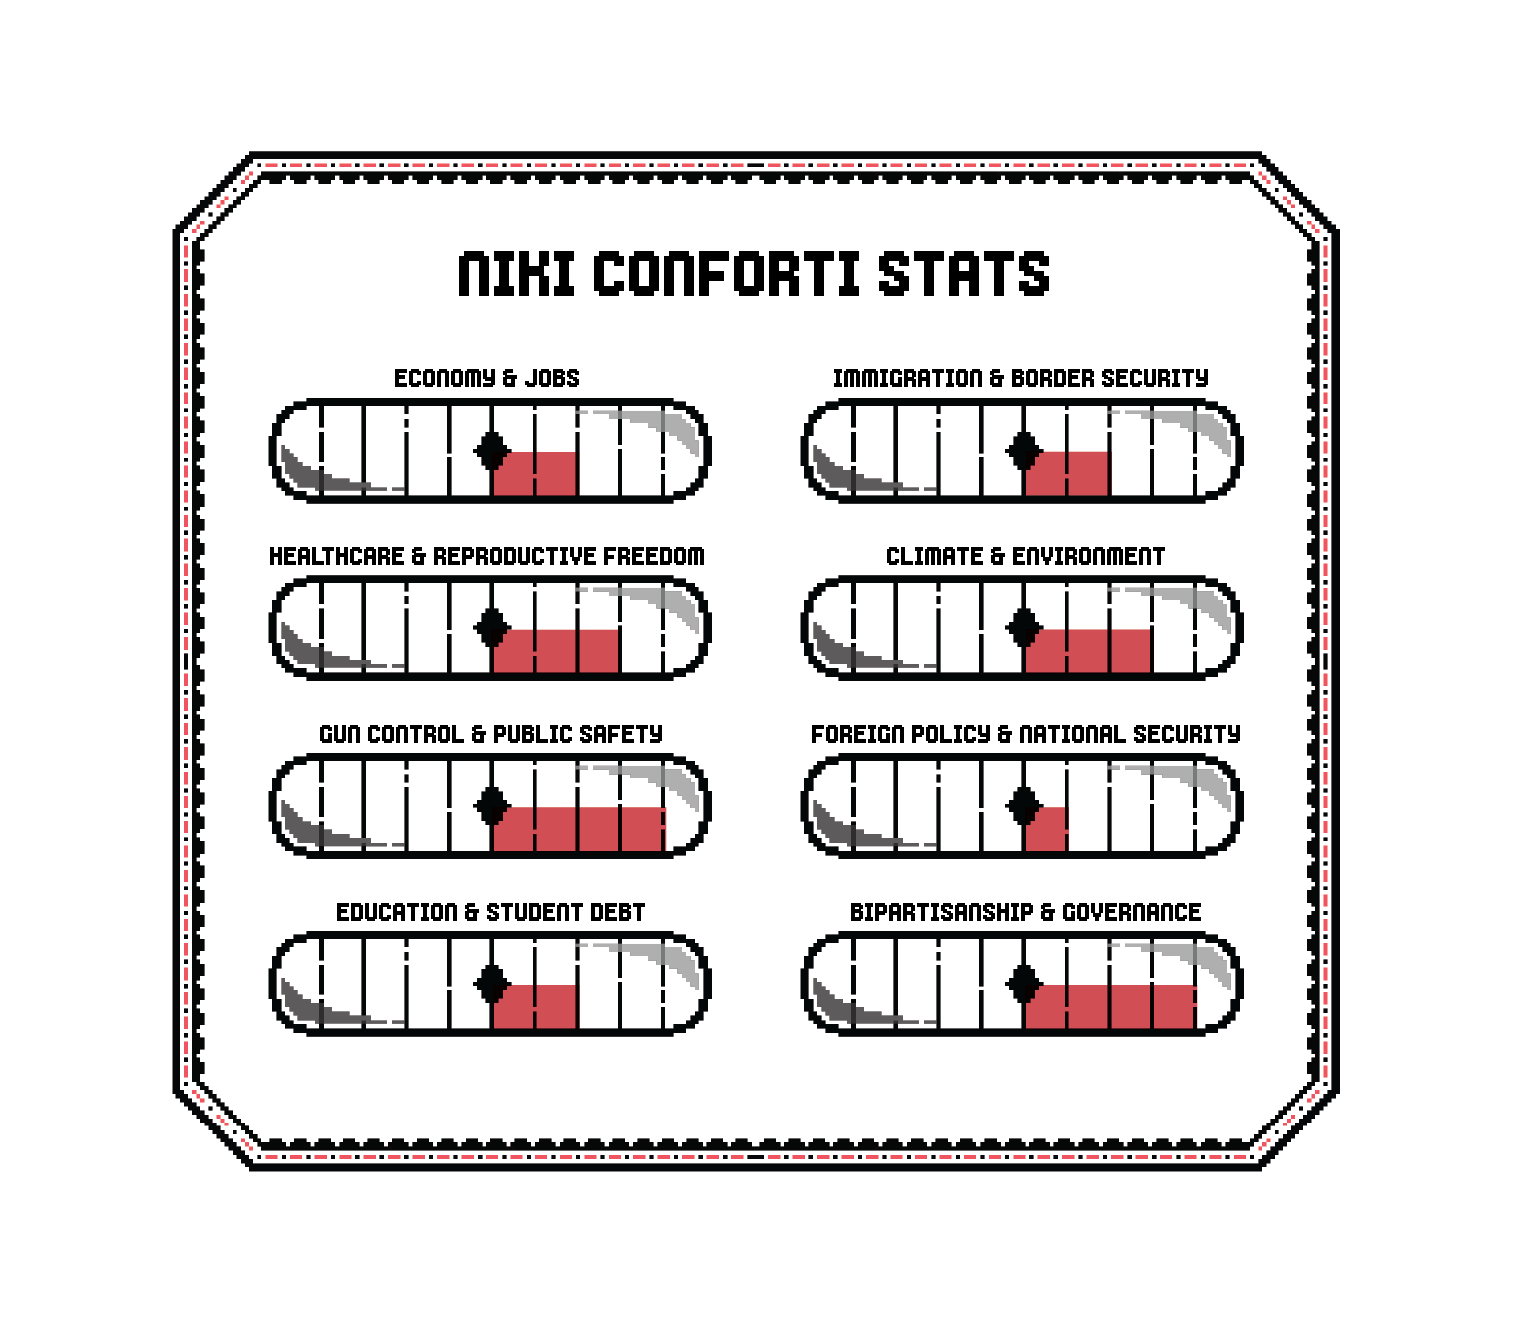 NIKI CONFORTI STATS
ECONOMY & JOBS
IMMIGRATION & BORDER SECURITY
HEALTHCARE & REPRODUCTIVE FREEDOM
CLIMATE & ENVIRONMENT
GUN CONTROL & PUBLIC SAFETY
FOREIGN POLICY & NATIONAL SECURITY
EDUCATION & STUDENT DEBT
BIPARTISANSHIP & GOVERNANCE